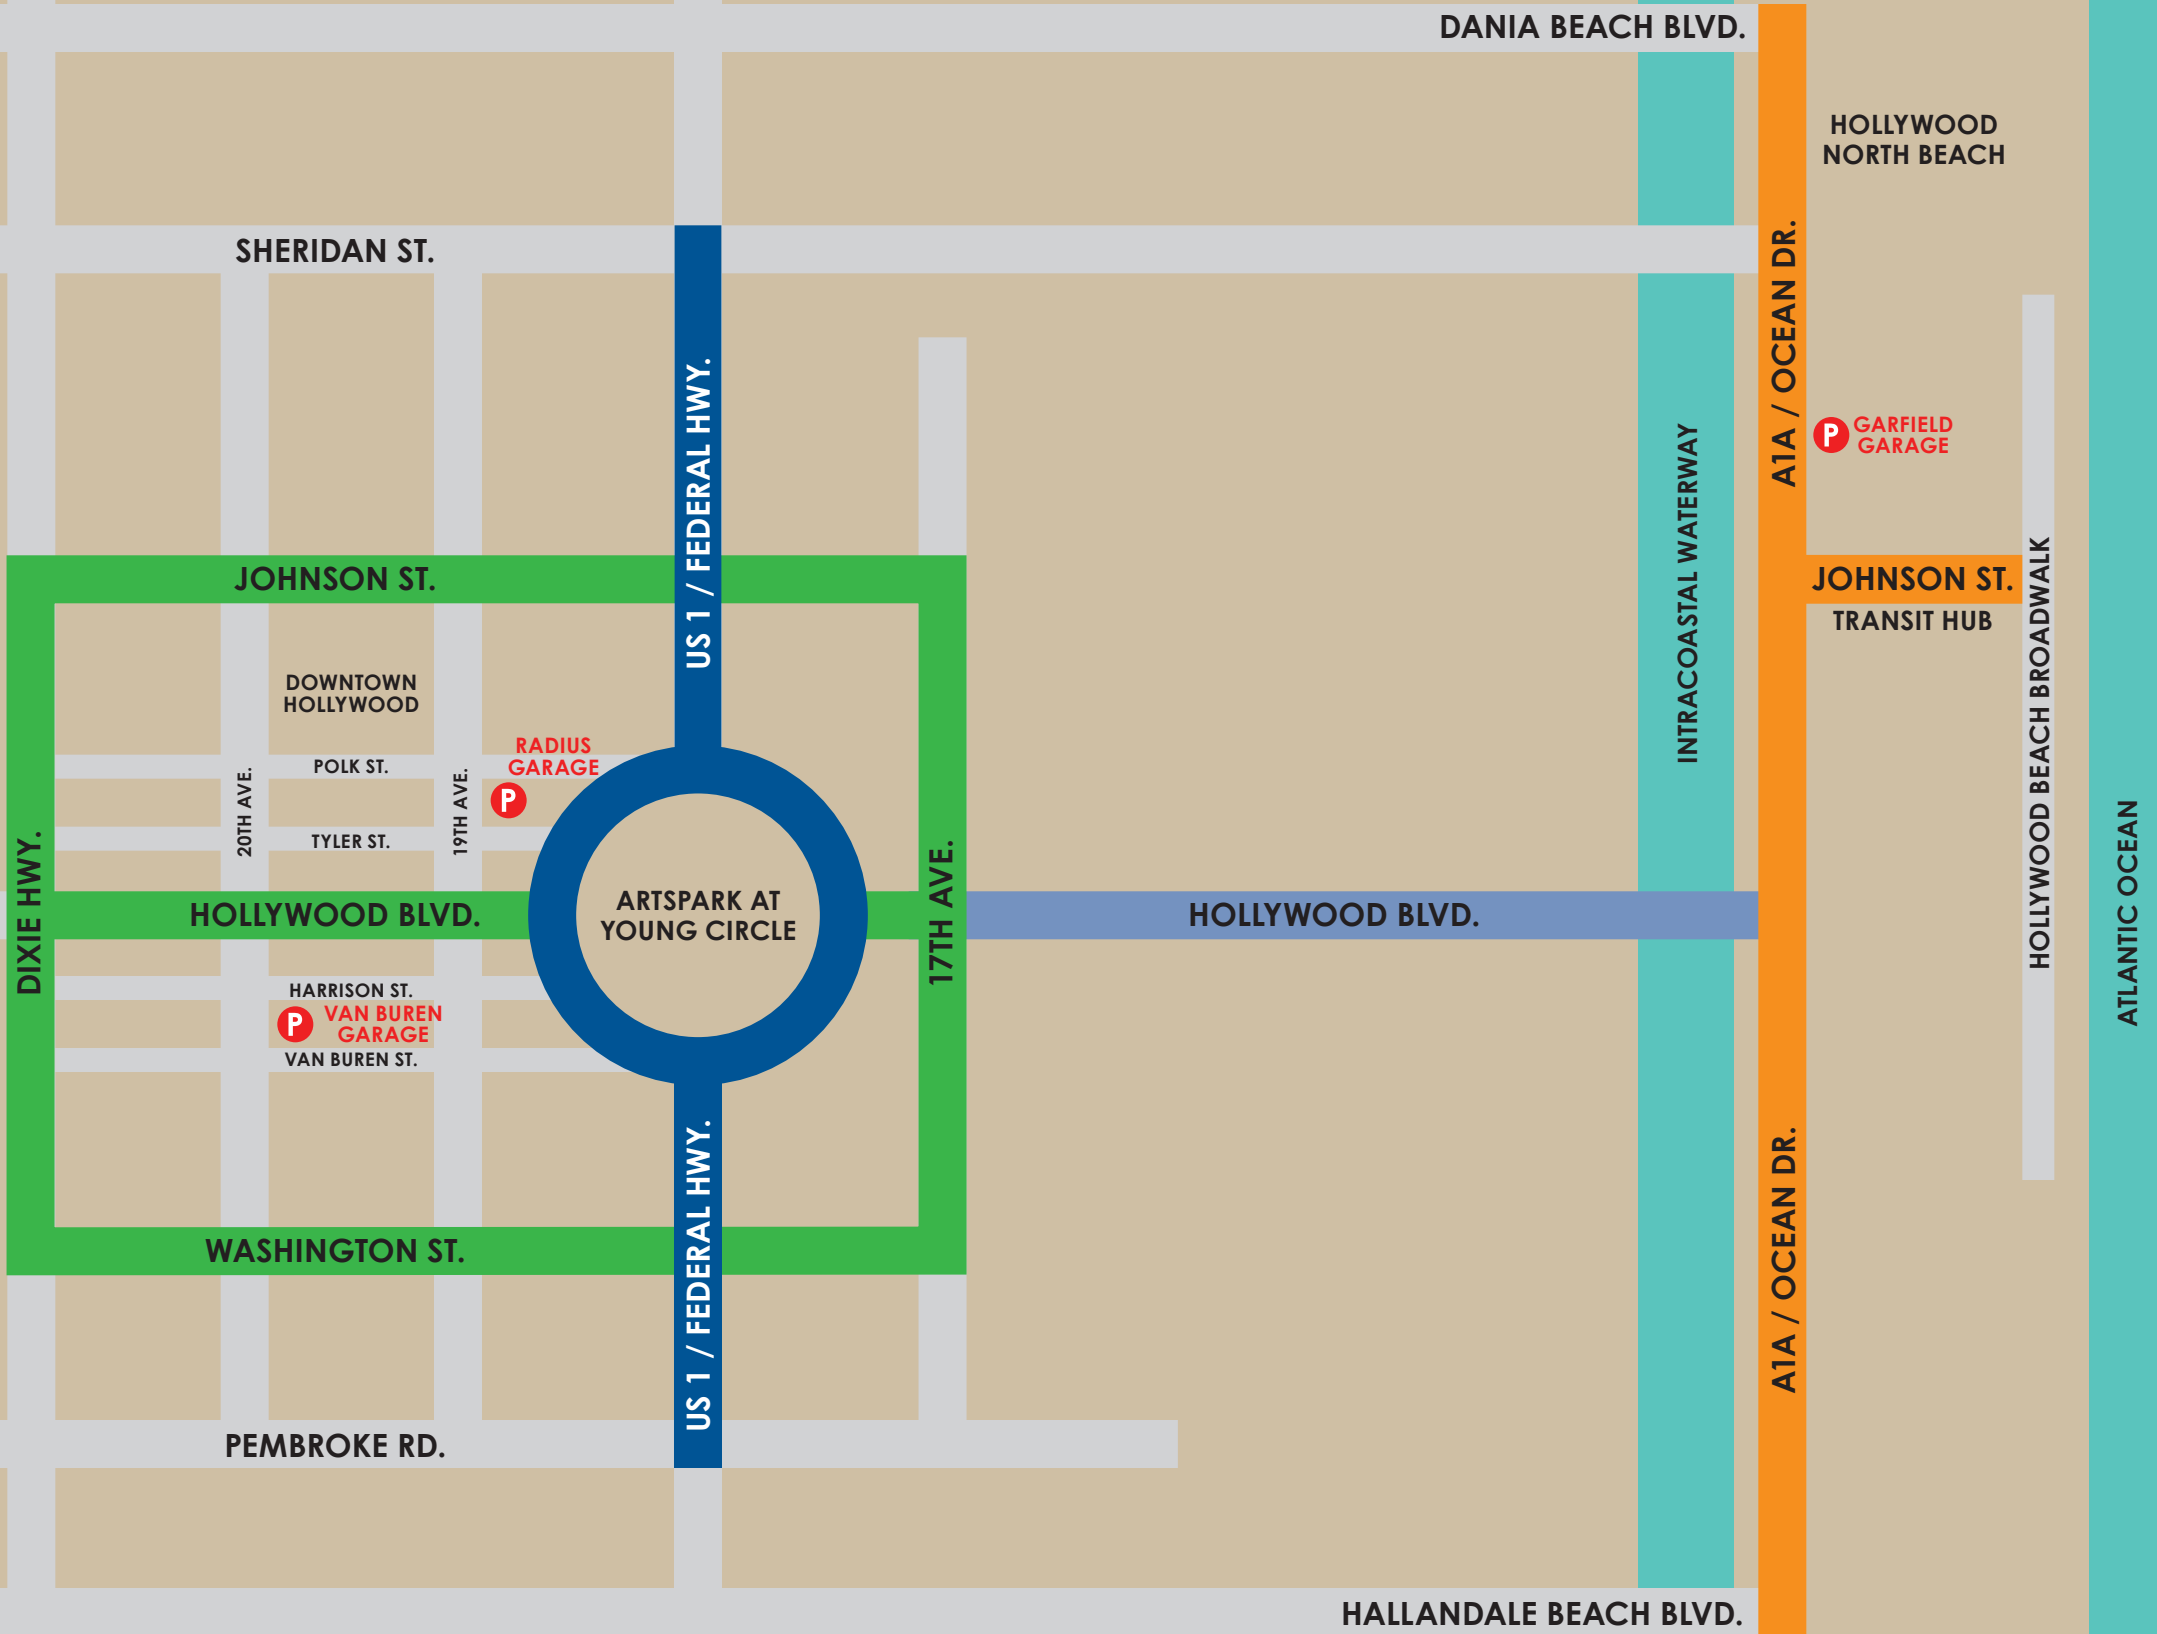 DANIA BEACH BLVD.
HOLLYWOOD
NORTH BEACH
SHERIDAN ST.
A1A / OCEAN DR.
US 1 / FEDERAL HWY.
P
GARFIELD
GARAGE
INTRACOASTAL WATERWAY
JOHNSON ST.
JOHNSON ST.
TRANSIT HUB
HOLLYWOOD BEACH BROADWALK
DOWNTOWN
HOLLYWOOD
RADIUS
GARAGE
P
POLK ST.
20TH AVE.
19TH AVE.
TYLER ST.
DIXIE HWY.
HOLLYWOOD BLVD.
ARTSPARK AT
YOUNG CIRCLE
17TH AVE.
HOLLYWOOD BLVD.
ATLANTIC OCEAN
HARRISON ST.
P
VAN BUREN
GARAGE
VAN BUREN ST.
US 1 / FEDERAL HWY.
A1A / OCEAN DR.
WASHINGTON ST.
PEMBROKE RD.
HALLANDALE BEACH BLVD.